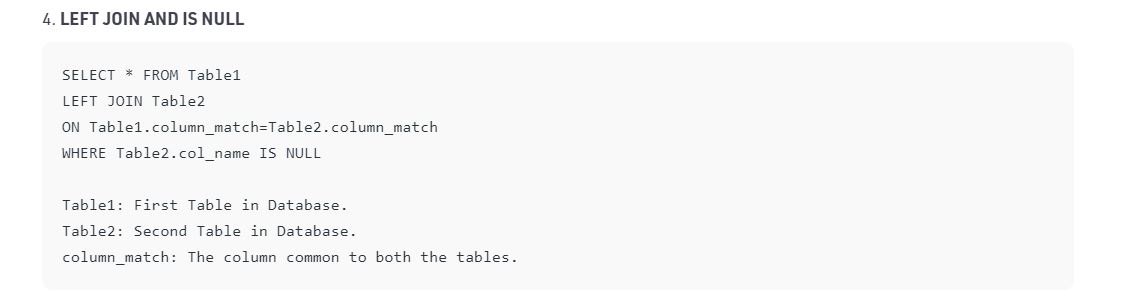 4. LEFT JOIN AND IS NULL
SELECT * FROM Table1
LEFT JOIN Table2
ON Table1.column_match=Table2.column_match
WHERE Table2.col_name IS NULL
Table1: First Table in Database.
Table2: Second Table in Database.
column_match: The column common to both the tables.